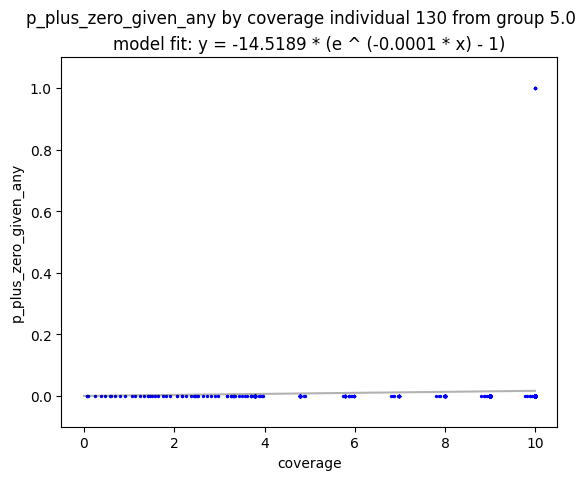 p_plus_zero_given_any by coverage individual 130 from group 5.0
model fit: y = -14.5189 * (e ^ (-0.0001 * x) - 1)
1.0
0.8
0.6
0.4
0.2
0.0
p_plus_zero_given_any
0 2 4 6 8 10
coverage